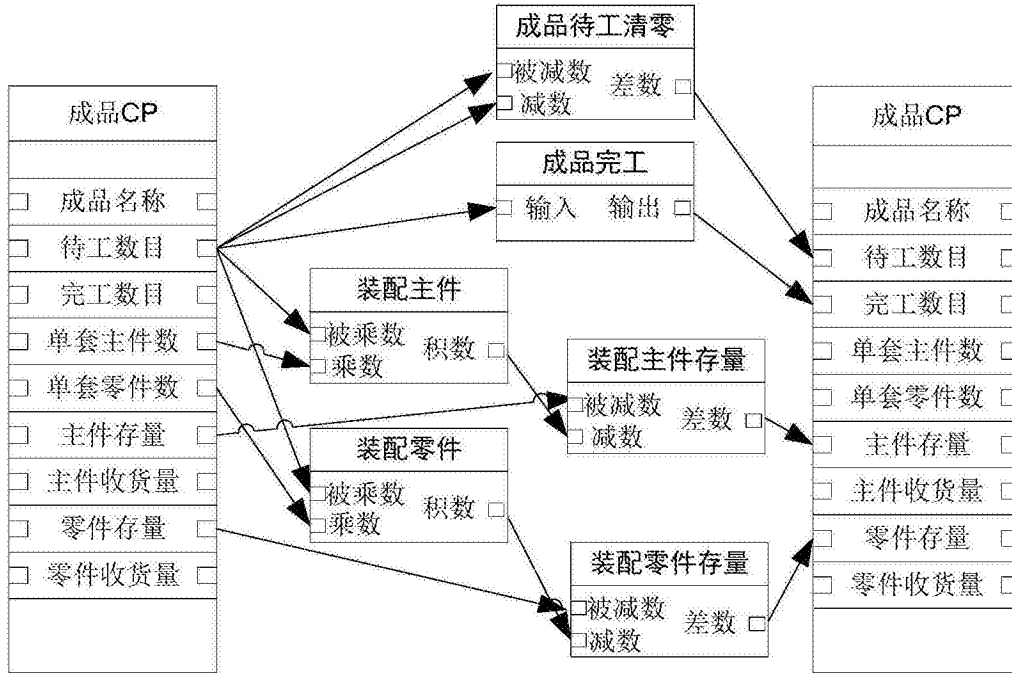 成品CP
成品名称
待工数目
完工数目
单套主件数
单套零件数
主件存量
主件收货量
零件存量
零件收货量
成品待工清零
被减数 差数
减数
成品完工
输入 输出
装配主件
被乘数 积数
乘数
装配零件
被乘数 积数
乘数
装配主件存量
被减数 差数
减数
装配零件存量
被减数 差数
减数
成品CP
成品名称
待工数目
完工数目
单套主件数
单套零件数
主件存量
主件收货量
零件存量
零件收货量